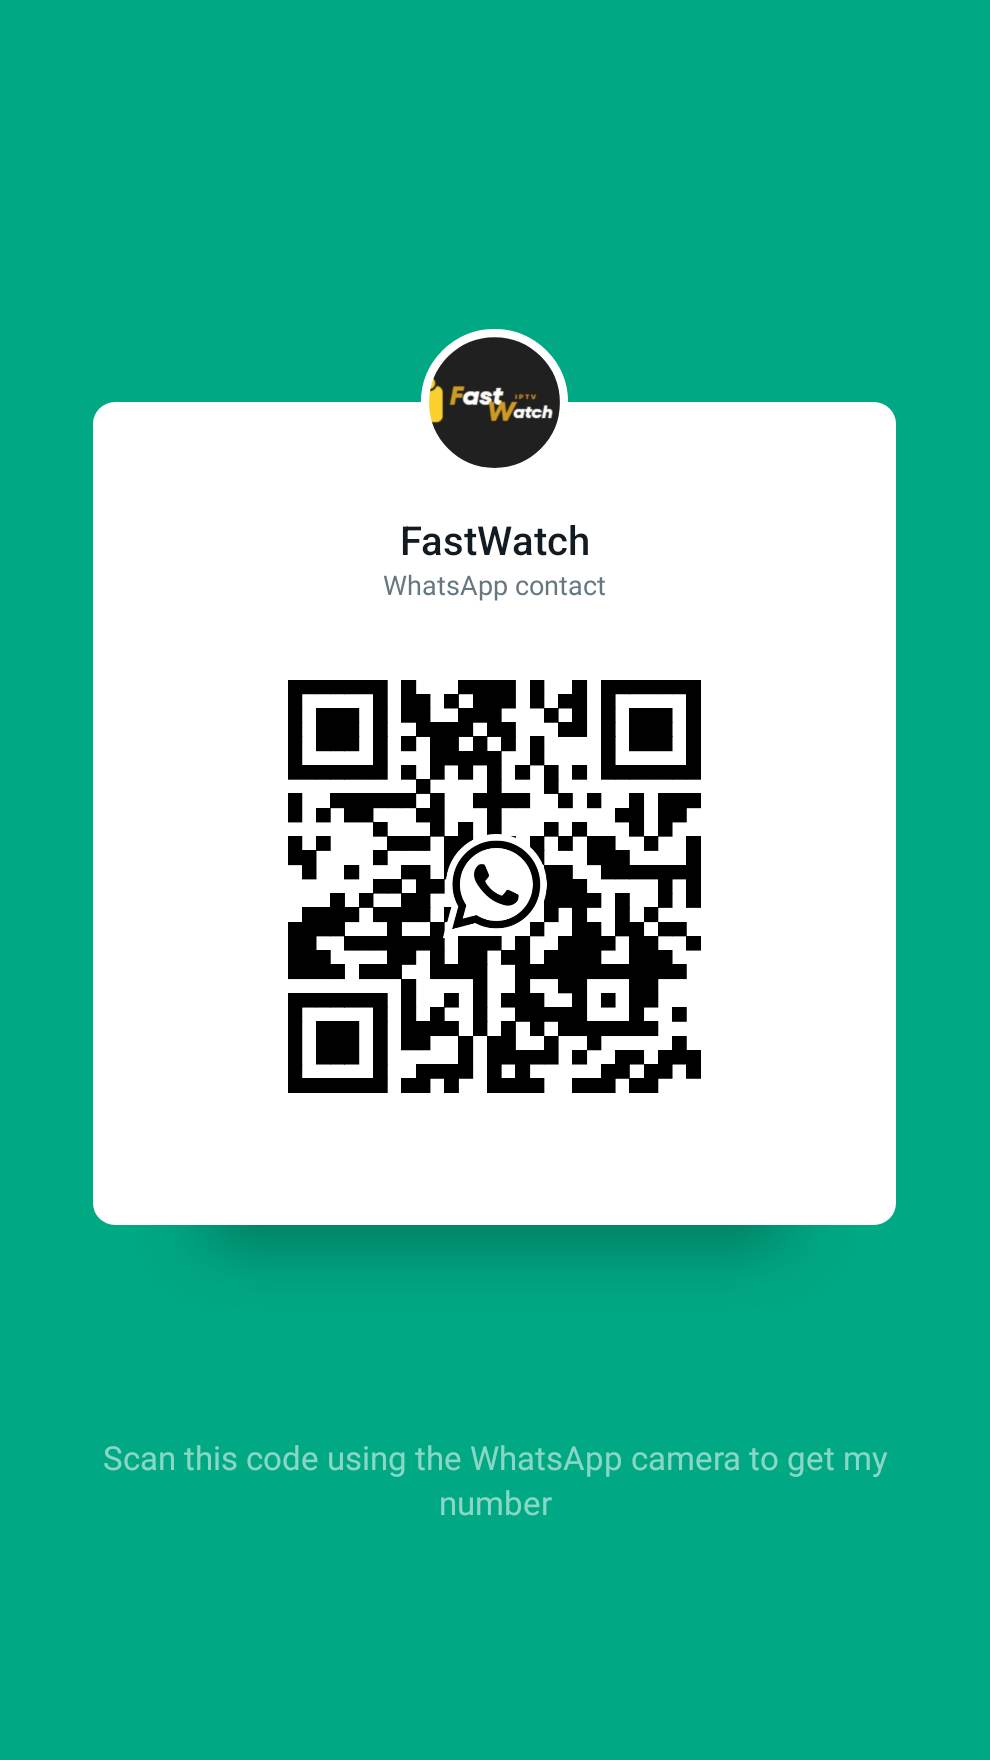 Fast IPTV
Watch
FastWatch
WhatsApp contact
Scan this code using the WhatsApp camera to get my
number